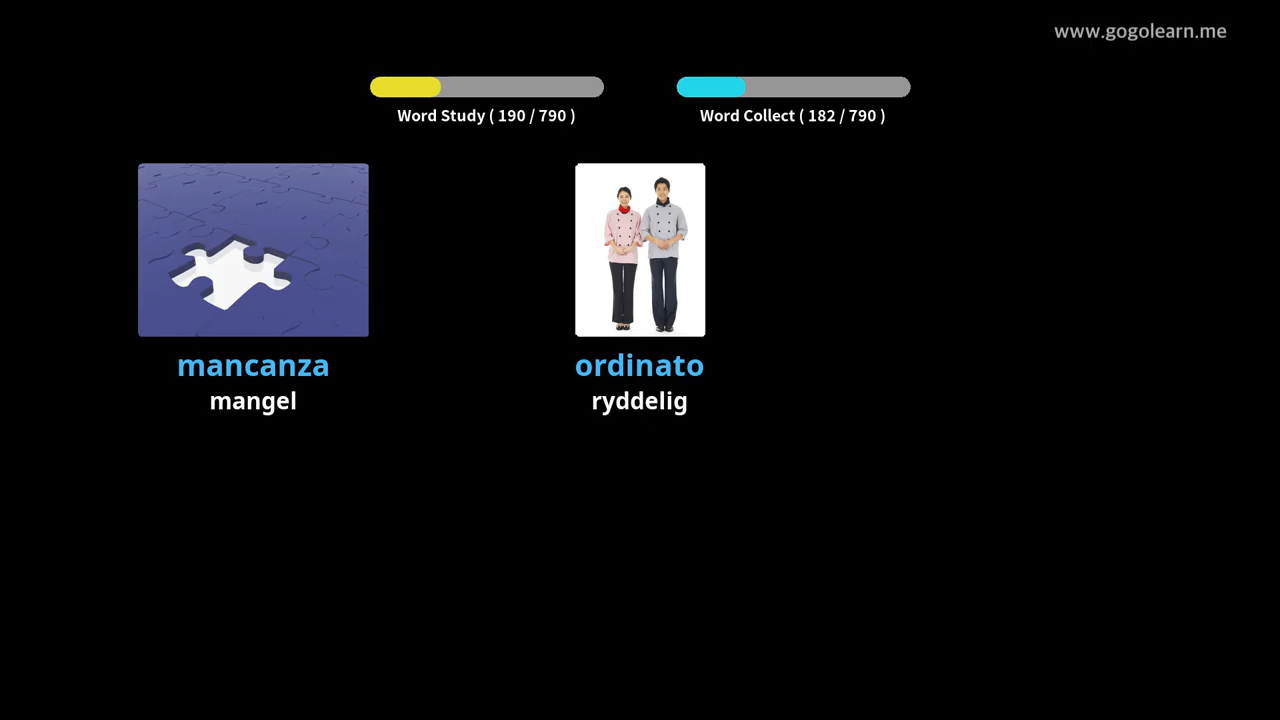 www.gogolearn.me
Word Study ( 190 / 790 )
Word Collect ( 182 / 790 )
mancanza
mangel
ordinato
ryddelig